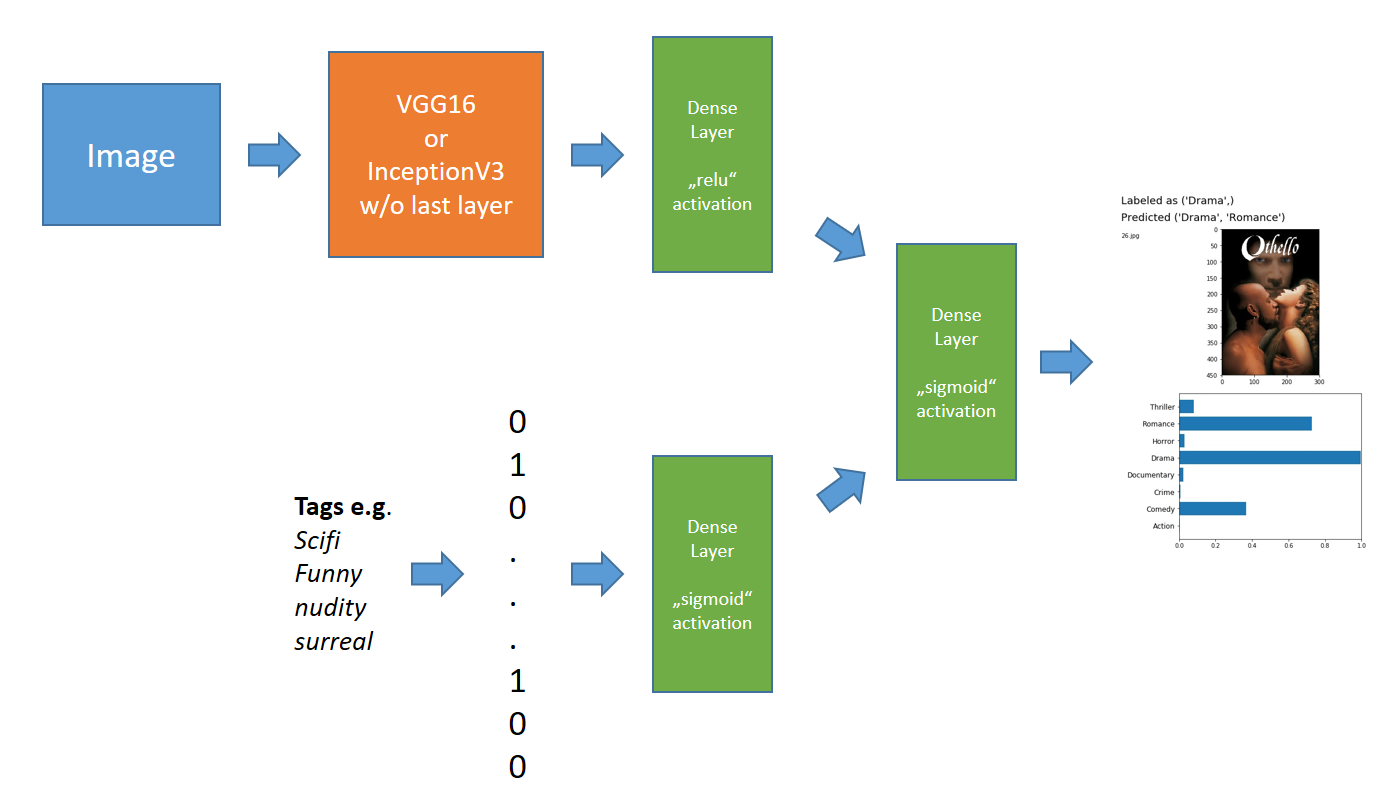 Image
VGG16
or
InceptionV3
w/o last layer
Dense
Layer
„relu“
activation
Tags e.g.
Scifi
Funny
nudity
surreal
0
1
0
.
.
.
1
0
0
Dense
Layer
„sigmoid“
activation
Dense
Layer
„sigmoid“
activation
Labeled as ('Drama',)
Predicted ('Drama', 'Romance')
26.jpg
Othello
0
50
100
150
200
250
300
350
400
450
0 100 200 300
Thriller
Romance
Horror
Drama
Documentary
Crime
Comedy
Action
0.0 0.2 0.4 0.6 0.8 1.0